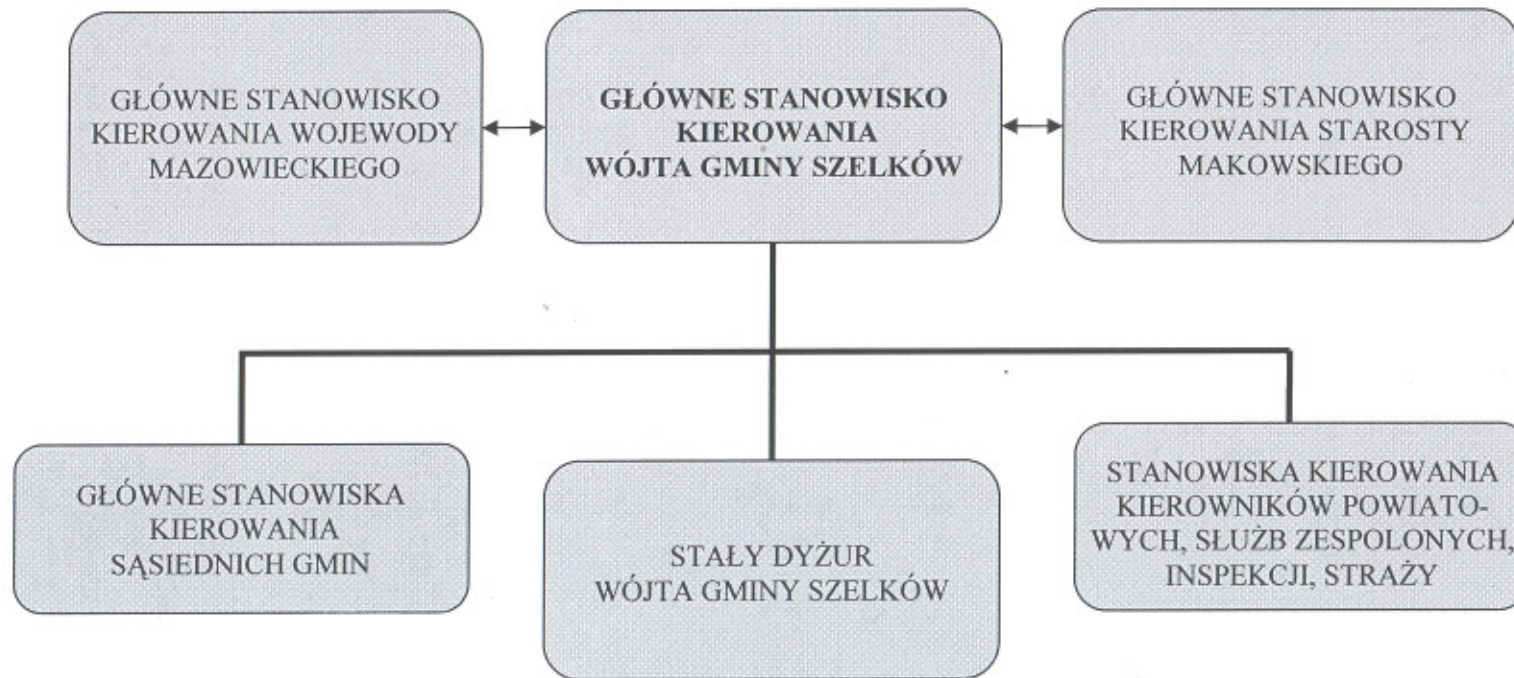 GŁÓWNE STANOWISKO
KIEROWANIA WOJEWODY
MAZOWIECKIEGO
GŁÓWNE STANOWISKO
KIEROWANIA
WÓJTA GMINY SZELKÓW
GŁÓWNE STANOWISKO
KIEROWANIA STAROSTY
MAKOWSKIEGO
GŁÓWNE STANOWISKA
KIEROWANIA
SĄSIEDNICH GMIN
STAŁY DYŻUR
WÓJTA GMINY SZELKÓW
STANOWISKA KIEROWANIA
KIEROWNIKÓW POWIATO-
WYCH, SŁUŻB ZESPOLONYCH,
INSPEKCJI, STRAŻY